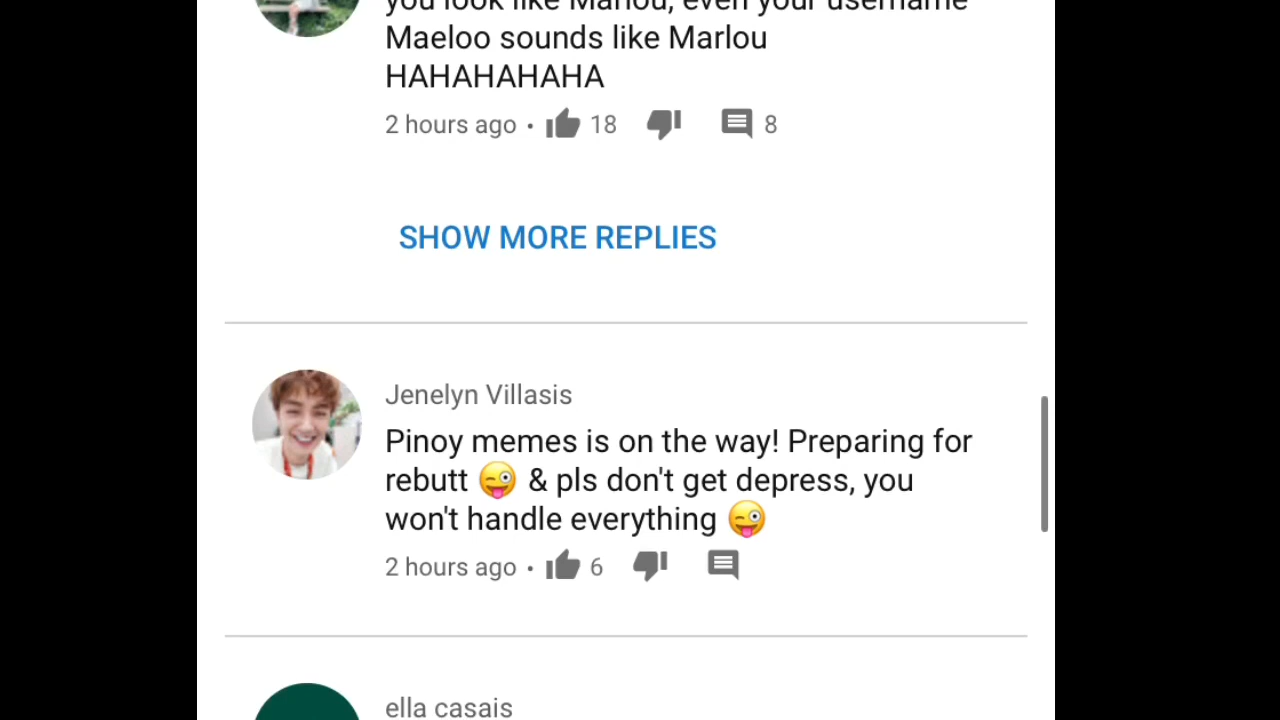 you look like Marlou, even your username
Maeloo sounds like Marlou
HAHAHAHAHA
2 hours ago • 18 8
SHOW MORE REPLIES
Jenelyn Villasis
Pinoy memes is on the way! Preparing for
rebutt 😜 & pls don't get depress, you
won't handle everything 😜
2 hours ago • 6
ella casais